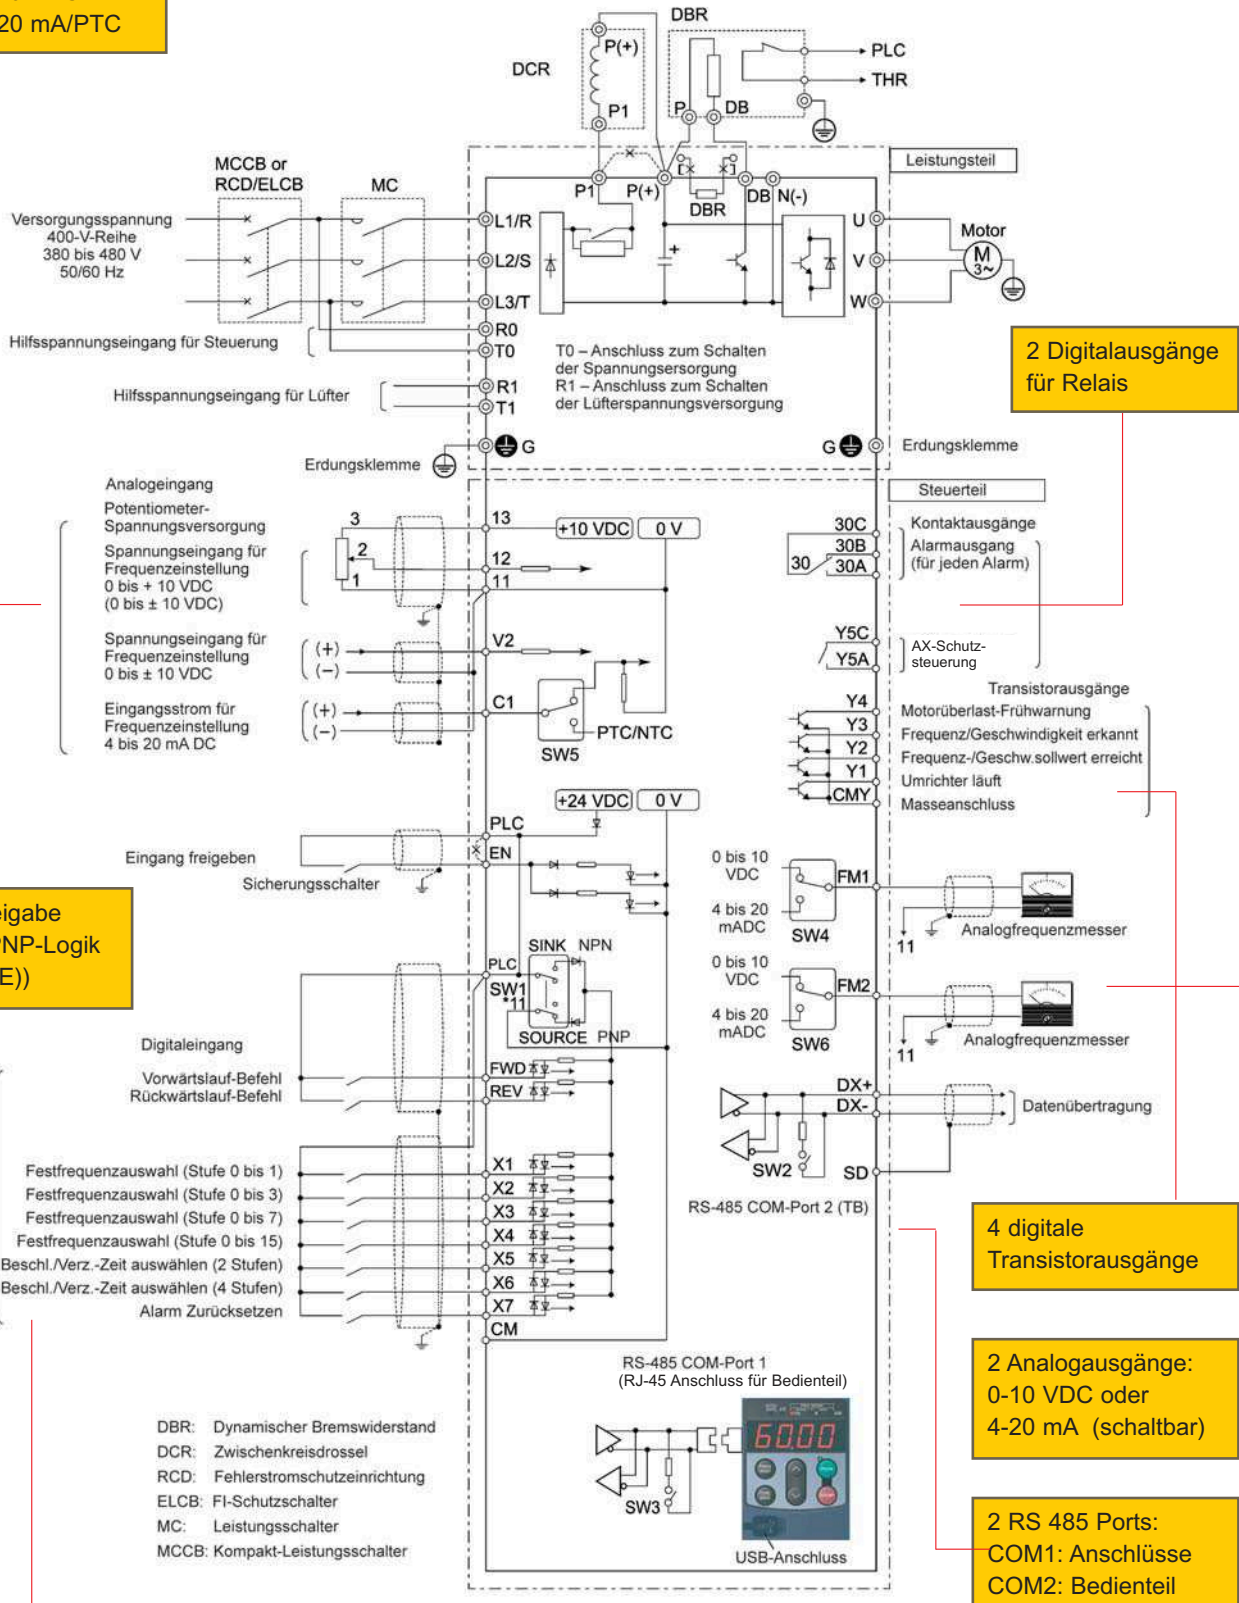 20 mA/PTC
DBR
P(+)
PLC
DCR
THR
P1
P
DB
MCCB or
RCD/ELCB
MC
Leistungsteil
P1
P(+)
DBR
DB
N(-)
Versorgungsspannung
400-V-Reihe
380 bis 480 V
50/60 Hz
L1/R
L2/S
L3/T
+
U
V
W
Motor
M
3~
R0
T0
Hilfsspannungseingang für Steuerung
T0 – Anschluss zum Schalten
der Spannungsersorgung
R1 – Anschluss zum Schalten
der Lüfterspannungsversorgung
R1
T1
Hilfsspannungseingang für Lüfter
2 Digitalausgänge
für Relais
G
G
Erdungsklemme
Erdungsklemme
Steuerteil
Analogeingang
Potentiometer-
Spannungsversorgung
3
13
+10 VDC
0 V
Spannungseingang für
Frequenzeinstellung
0 bis + 10 VDC
(0 bis ± 10 VDC)
2
12
1
11
30C
30B
30
30A
Kontaktausgänge
Alarmausgang
(für jeden Alarm)
Spannungseingang für
Frequenzeinstellung
0 bis ± 10 VDC
(+)
(−)
V2
Y5C
Y5A
AX-Schutz-
steuerung
Eingangsstrom für
Frequenzeinstellung
4 bis 20 mA DC
(+)
(−)
C1
PTC/NTC
SW5
Transistorausgänge
Y4
Motorüberlast-Frühwarnung
Y3
Frequenz/Geschwindigkeit erkannt
Y2
Frequenz-/Geschw.sollwert erreicht
Y1
Umrichter läuft
CMY
Masseanschluss
+24 VDC
0 V
PLC
EN
Eingang freigeben
Sicherungsschalter
0 bis 10
VDC
4 bis 20
mADC
SW4
FM1
11
Analogfrequenzmesser
eigabe
PNP-Logik
E))
SINK
NPN
PLC
SW1
*11
SOURCE
PNP
0 bis 10
VDC
4 bis 20
mADC
SW6
FM2
11
Analogfrequenzmesser
Digitaleingang
Vorwärtslauf-Befehl
FWD
Rückwärtslauf-Befehl
REV
DX+
DX-
Datenübertragung
SW2
SD
RS-485 COM-Port 2 (TB)
Festfrequenzauswahl (Stufe 0 bis 1)
X1
Festfrequenzauswahl (Stufe 0 bis 3)
X2
Festfrequenzauswahl (Stufe 0 bis 7)
X3
Festfrequenzauswahl (Stufe 0 bis 15)
X4
Beschl./Verz.-Zeit auswählen (2 Stufen)
X5
Beschl./Verz.-Zeit auswählen (4 Stufen)
X6
Alarm Zurücksetzen
X7
CM
4 digitale
Transistorausgänge
RS-485 COM-Port 1
(RJ-45 Anschluss für Bedienteil)
60.00
SW3
USB-Anschluss
2 Analogausgänge:
0-10 VDC oder
4-20 mA (schaltbar)
DBR: Dynamischer Bremswiderstand
DCR: Zwischenkreisdrossel
RCD: Fehlerstromschutzeinrichtung
ELCB: FI-Schutzschalter
MC: Leistungsschalter
MCCB: Kompakt-Leistungsschalter
2 RS 485 Ports:
COM1: Anschlüsse
COM2: Bedienteil